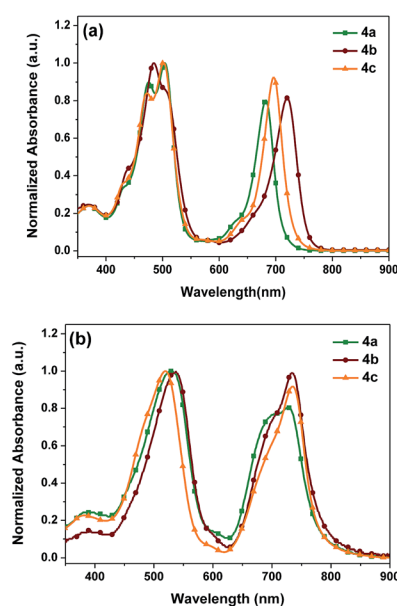 (a)
4a
4b
4c
Normalized Absorbance (a.u.)
1.2
1.0
0.8
0.6
0.4
0.2
0.0
400 500 600 700 800 900
Wavelength(nm)
(b)
4a
4b
4c
Normalized Absorbance (a.u.)
1.2
1.0
0.8
0.6
0.4
0.2
0.0
400 500 600 700 800 900
Wavelength (nm)